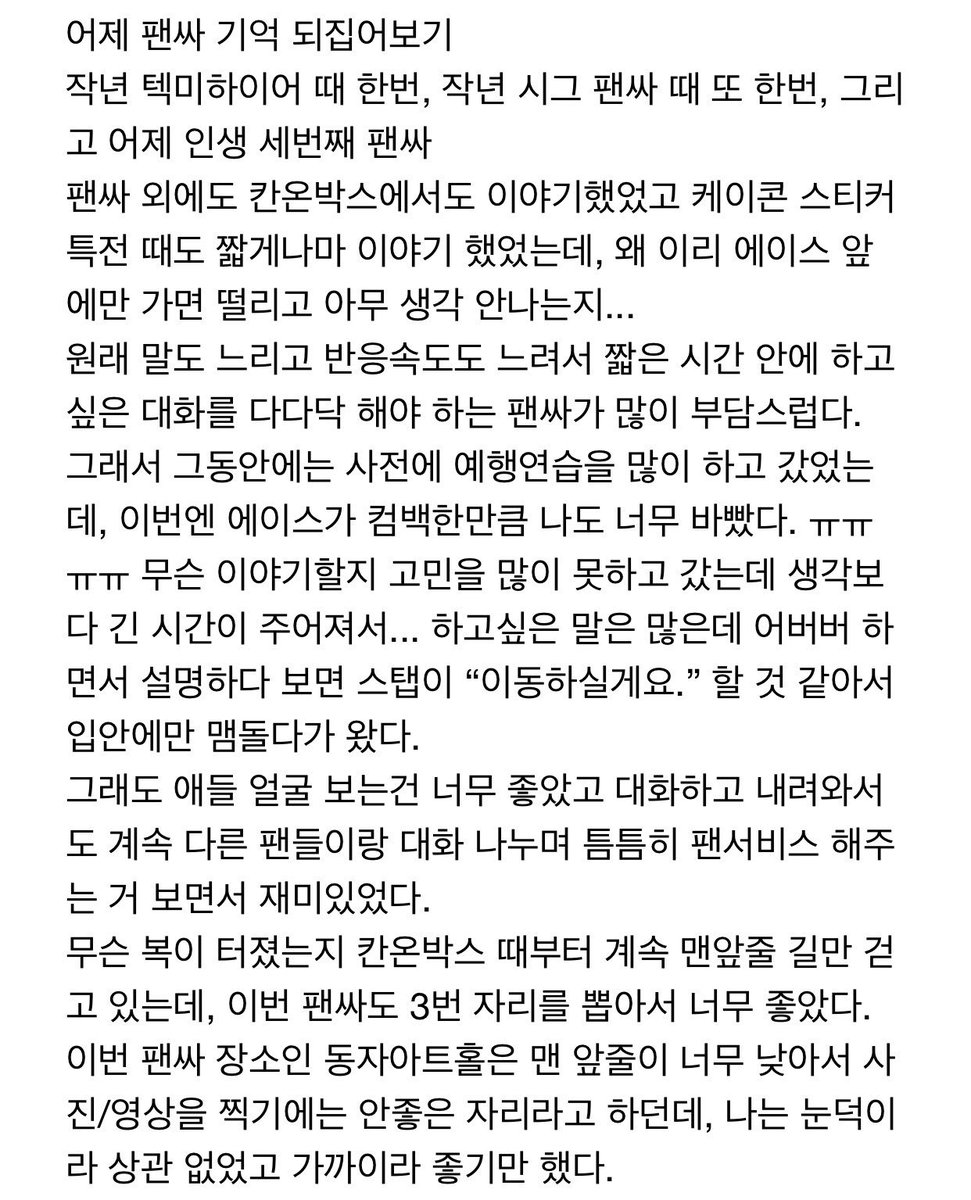 어제 팬싸 기억 되집어보기
작년 텍미하이어 때 한번, 작년 시그 팬싸 때 또 한번, 그리
고 어제 인생 세번째 팬싸
팬싸 외에도 칸온박스에서도 이야기했었고 케이콘 스티커
특전 때도 짧게나마 이야기 했었는데, 왜 이리 에이스 앞
에만 가면 떨리고 아무 생각 안나는지...
원래 말도 느리고 반응속도도 느려서 짧은 시간 안에 하고
싶은 대화를 다다닥 해야 하는 팬싸가 많이 부담스럽다.
그래서 그동안에는 사전에 예행연습을 많이 하고 갔었는
데, 이번엔 에이스가 컴백한만큼 나도 너무 바빴다. ㅠㅠ
ㅠㅠ 무슨 이야기할지 고민을 많이 못하고 갔는데 생각보
다 긴 시간이 주어져서... 하고싶은 말은 많은데 어버버 하
면서 설명하다 보면 스탭이 “이동하실게요.” 할 것 같아서
입안에만 맴돌다가 왔다.
그래도 애들 얼굴 보는건 너무 좋았고 대화하고 내려와서
도 계속 다른 팬들이랑 대화 나누며 틈틈히 팬서비스 해주
는 거 보면서 재미있었다.
무슨 복이 터졌는지 칸온박스 때부터 계속 맨앞줄 길만 걷
고 있는데, 이번 팬싸도 3번 자리를 뽑아서 너무 좋았다.
이번 팬싸 장소인 동자아트홀은 맨 앞줄이 너무 낮아서 사
진/영상을 찍기에는 안좋은 자리라고 하던데, 나는 눈덕이
라 상관 없었고 가까이라 좋기만 했다.